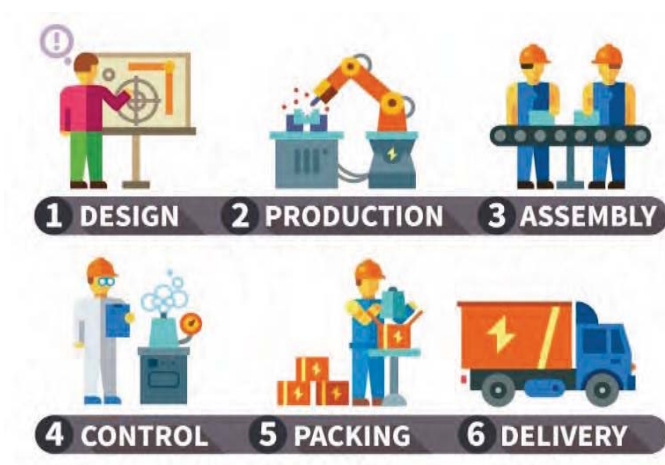 1 DESIGN 2 PRODUCTION 3 ASSEMBLY
4 CONTROL 5 PACKING 6 DELIVERY